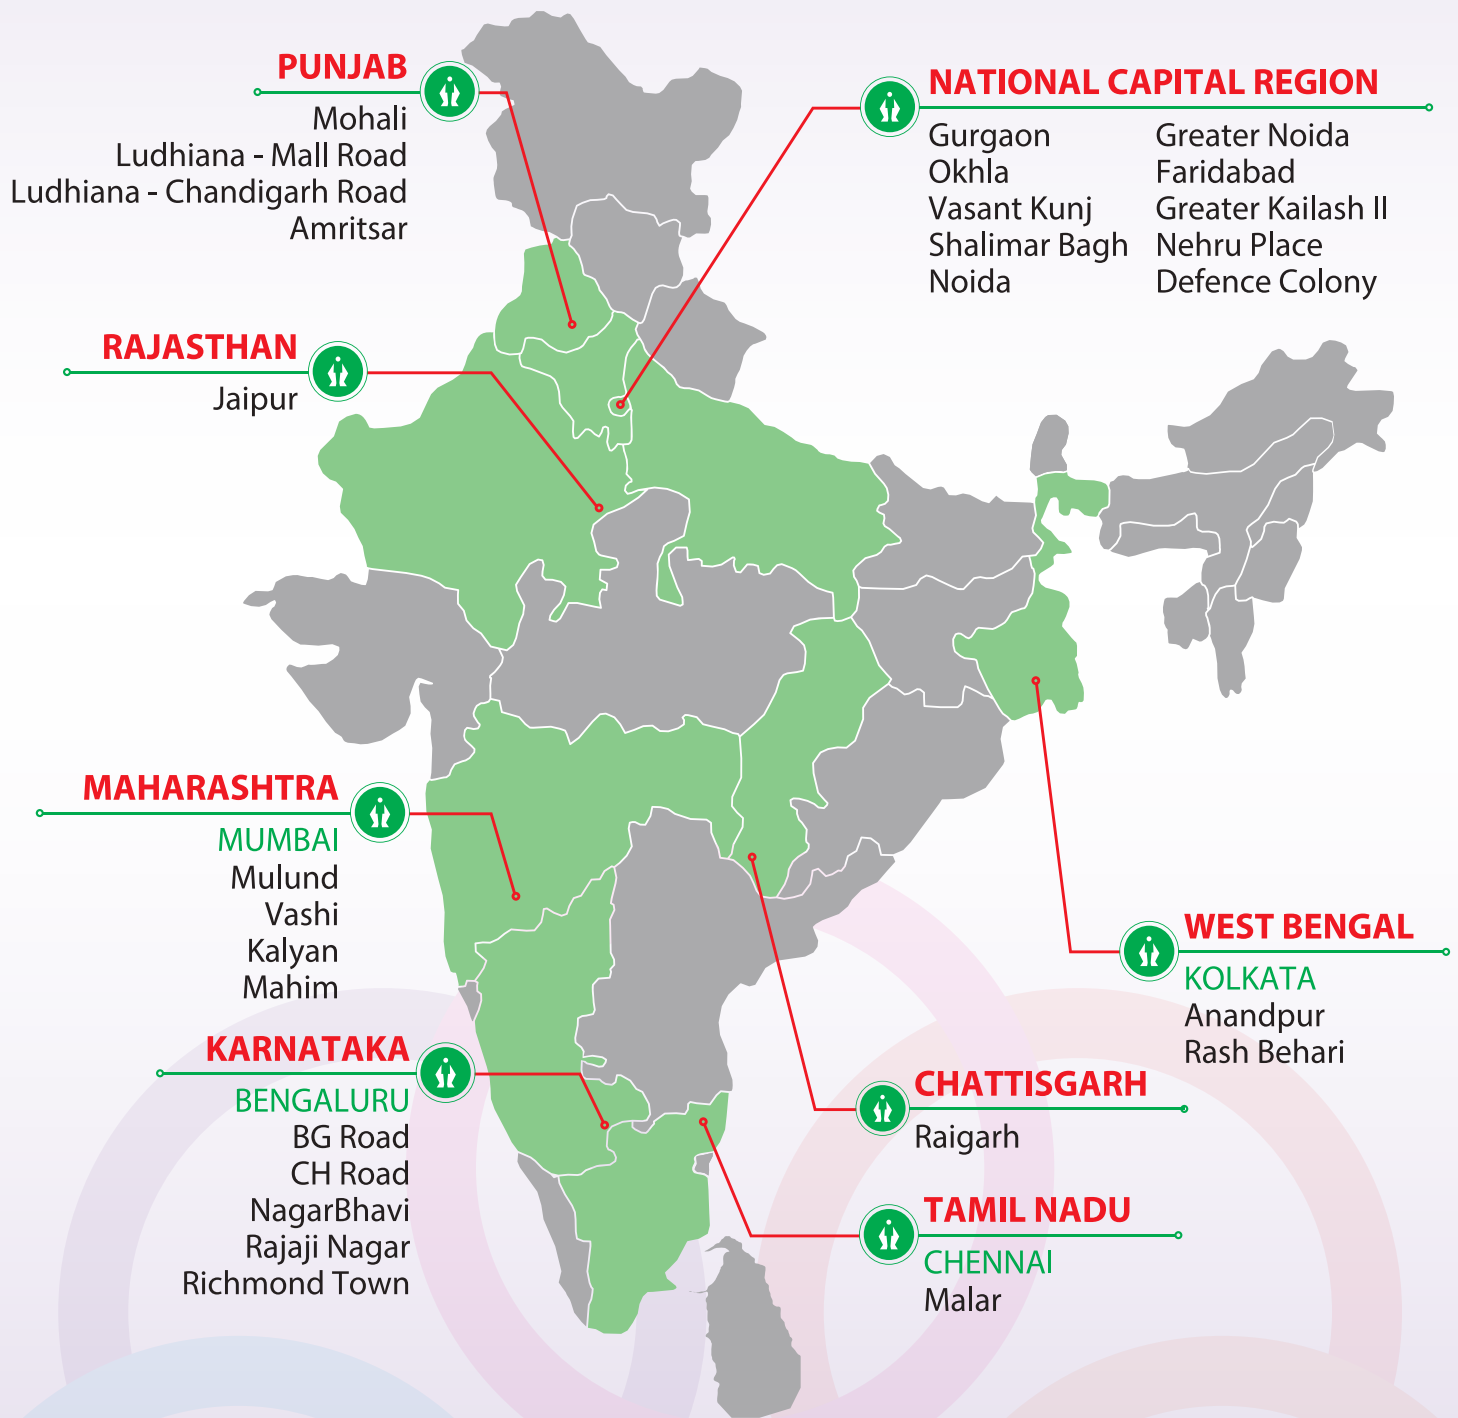 PUNJAB
Mohali
Ludhiana - Mall Road
Ludhiana - Chandigarh Road
Amritsar
NATIONAL CAPITAL REGION
Gurgaon
Okhla
Vasant Kunj
Shalimar Bagh
Noida
Greater Noida
Faridabad
Greater Kailash II
Nehru Place
Defence Colony
RAJASTHAN
Jaipur
MAHARASHTRA
MUMBAI
Mulund
Vashi
Kalyan
Mahim
WEST BENGAL
KOLKATA
Anandpur
Rash Behari
KARNATAKA
BENGALURU
BG Road
CH Road
NagarBhavi
Rajaji Nagar
Richmond Town
CHATTISGARH
Raigarh
TAMIL NADU
CHENNAI
Malar